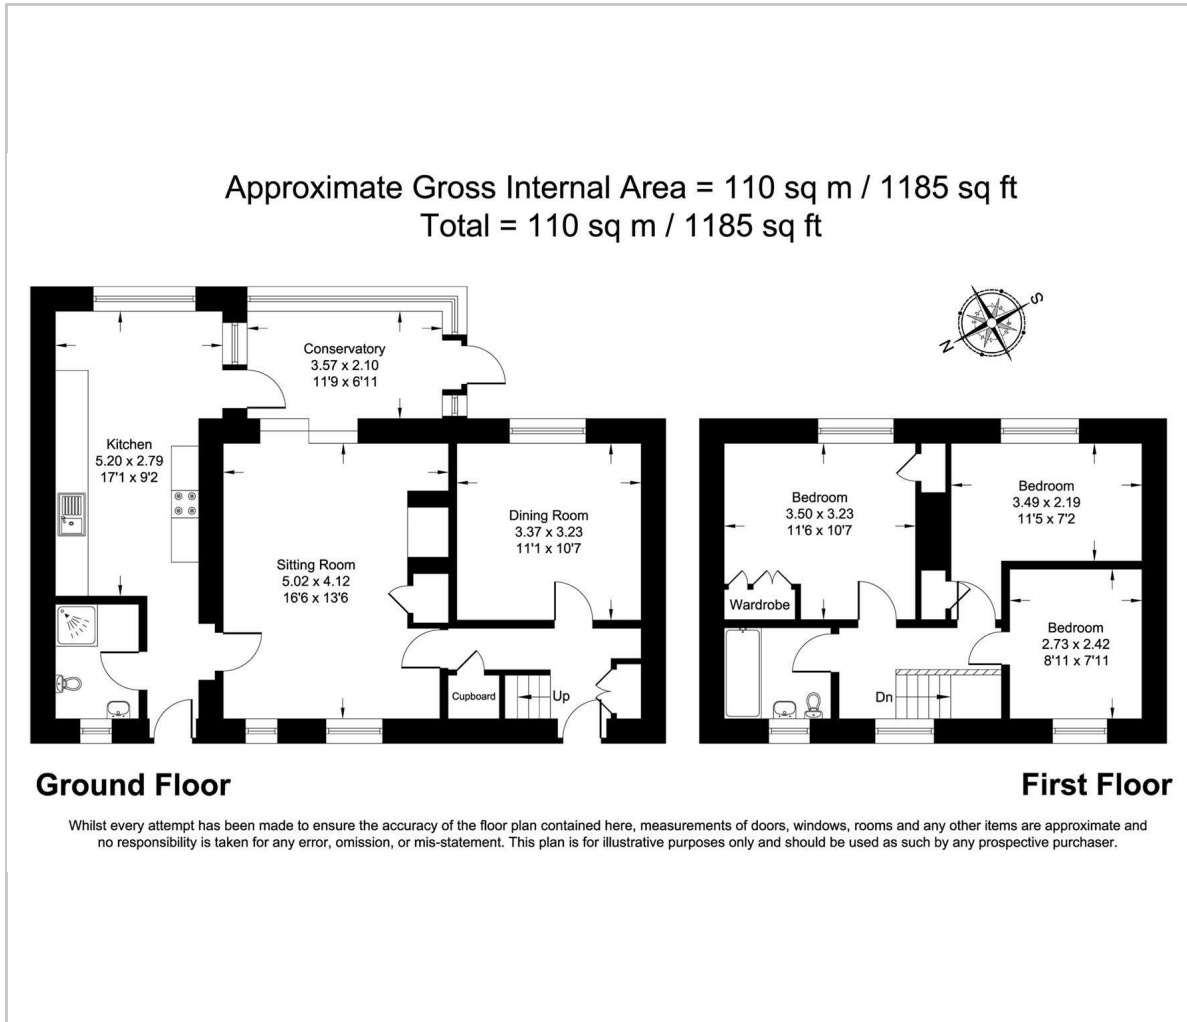 Approximate Gross Internal Area = 110 sq m / 1185 sq ft
Total = 110 sq m / 1185 sq ft
S
N
Conservatory
3.57 x 2.10
11'9 x 6'11
Kitchen
5.20 x 2.79
17'1 x 9'2
Sitting Room
5.02 x 4.12
16'6 x 13'6
Dining Room
3.37 x 3.23
11'1 x 10'7
Cupboard
Up
Bedroom
3.50 x 3.23
11'6 x 10'7
Wardrobe
Bedroom
3.49 x 2.19
11'5 x 7'2
Bedroom
2.73 x 2.42
8'11 x 7'11
Dn
Ground Floor
First Floor
Whilst every attempt has been made to ensure the accuracy of the floor plan contained here, measurements of doors, windows, rooms and any other items are approximate and
no responsibility is taken for any error, omission, or mis-statement. This plan is for illustrative purposes only and should be used as such by any prospective purchaser.